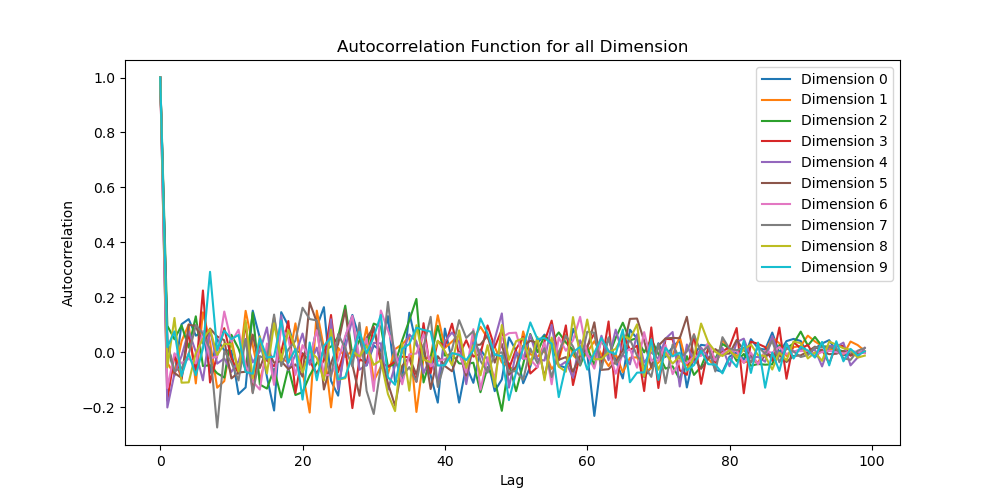 Autocorrelation Function for all Dimension
1.0
0.8
0.6
0.4
0.2
0.0
−0.2
Autocorrelation
0
20
40
60
80
100
Lag
Dimension 0
Dimension 1
Dimension 2
Dimension 3
Dimension 4
Dimension 5
Dimension 6
Dimension 7
Dimension 8
Dimension 9